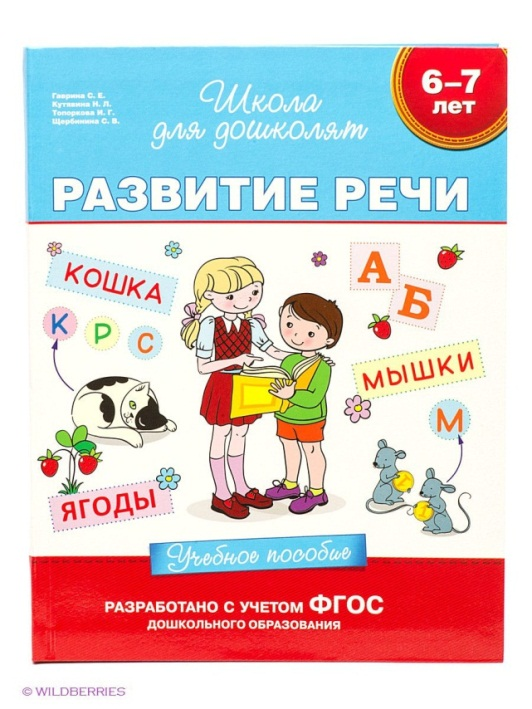 Гаврина С. Е.
Кутявина Н. Л.
Топоркова И. Г.
Щербинина С. В.
Школа
для дошколят
6–7
лет
РАЗВИТИЕ РЕЧИ
КОШКА
А
Б
К Р С
МЫШКИ
М
ЯГОДЫ
Учебное пособие
РАЗРАБОТАНО С УЧЕТОМ ФГОС
ДОШКОЛЬНОГО ОБРАЗОВАНИЯ
© WILDBERRIES